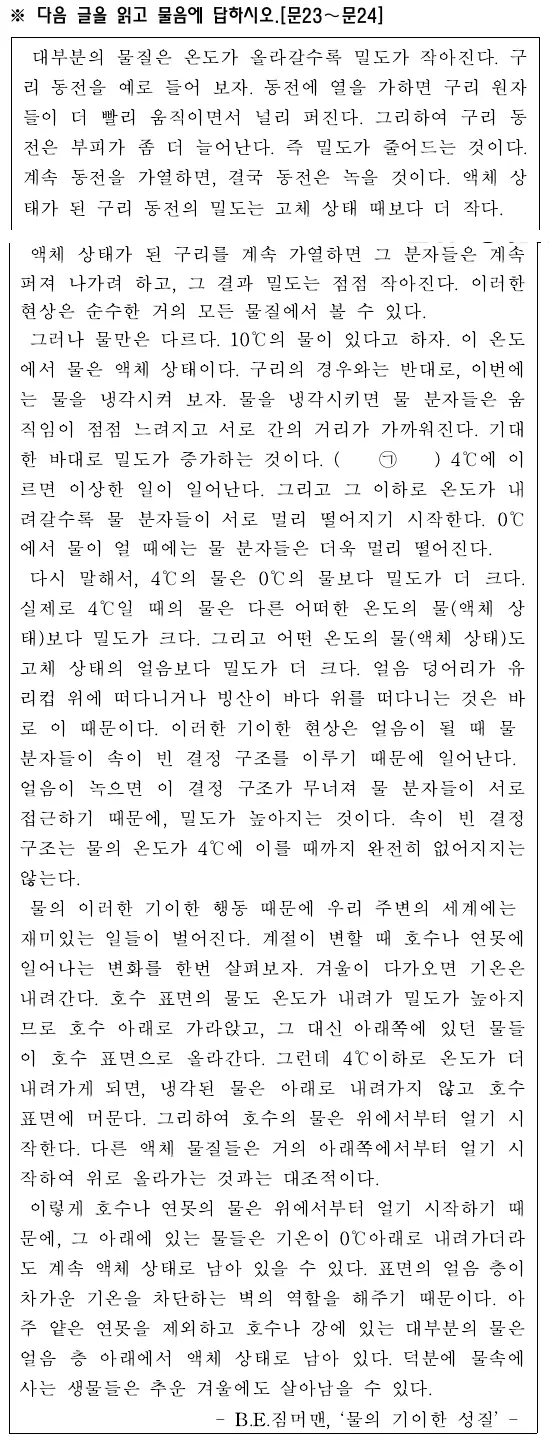 ※ 다음 글을 읽고 물음에 답하시오.[문23~문24]
대부분의 물질은 온도가 올라갈수록 밀도가 작아진다. 구
리 동전을 예로 들어 보자. 동전에 열을 가하면 구리 원자
들이 더 빨리 움직이면서 널리 퍼진다. 그리하여 구리 동
전은 부피가 좀 더 늘어난다. 즉 밀도가 줄어드는 것이다.
계속 동전을 가열하면, 결국 동전은 녹을 것이다. 액체 상
태가 된 구리 동전의 밀도는 고체 상태 때보다 더 작다.
액체 상태가 된 구리를 계속 가열하면 그 분자들은 계속
퍼져 나가려 하고, 그 결과 밀도는 점점 작아진다. 이러한
현상은 순수한 거의 모든 물질에서 볼 수 있다.
그러나 물만은 다르다. 10℃의 물이 있다고 하자. 이 온도
에서 물은 액체 상태이다. 구리의 경우와는 반대로, 이번에
는 물을 냉각시켜 보자. 물을 냉각시키면 물 분자들은 움
직임이 점점 느려지고 서로 간의 거리가 가까워진다. 기대
한 바대로 밀도가 증가하는 것이다. ( ㉠ ) 4℃에 이
르면 이상한 일이 일어난다. 그리고 그 이하로 온도가 내
려갈수록 물 분자들이 서로 멀리 떨어지기 시작한다. 0℃
에서 물이 얼 때에는 물 분자들은 더욱 멀리 떨어진다.
다시 말해서, 4℃의 물은 0℃의 물보다 밀도가 더 크다.
실제로 4℃일 때의 물은 다른 어떠한 온도의 물(액체 상
태)보다 밀도가 크다. 그리고 어떤 온도의 물(액체 상태)도
고체 상태의 얼음보다 밀도가 더 크다. 얼음 덩어리가 유
리컵 위에 떠다니거나 빙산이 바다 위를 떠다니는 것은 바
로 이 때문이다. 이러한 기이한 현상은 얼음이 될 때 물
분자들이 속이 빈 결정 구조를 이루기 때문에 일어난다.
얼음이 녹으면 이 결정 구조가 무너져 물 분자들이 서로
접근하기 때문에, 밀도가 높아지는 것이다. 속이 빈 결정
구조는 물의 온도가 4℃에 이를 때까지 완전히 없어지지는
않는다.
물의 이러한 기이한 행동 때문에 우리 주변의 세계에는
재미있는 일들이 벌어진다. 계절이 변할 때 호수나 연못에
일어나는 변화를 한번 살펴보자. 겨울이 다가오면 기온은
내려간다. 호수 표면의 물도 온도가 내려가 밀도가 높아지
므로 호수 아래로 가라앉고, 그 대신 아래쪽에 있던 물들
이 호수 표면으로 올라간다. 그런데 4℃이하로 온도가 더
내려가게 되면, 냉각된 물은 아래로 내려가지 않고 호수
표면에 머문다. 그리하여 호수의 물은 위에서부터 얼기 시
작한다. 다른 액체 물질들은 거의 아래쪽에서부터 얼기 시
작하여 위로 올라가는 것과는 대조적이다.
이렇게 호수나 연못의 물은 위에서부터 얼기 시작하기 때
문에, 그 아래에 있는 물들은 기온이 0℃아래로 내려가더라
도 계속 액체 상태로 남아 있을 수 있다. 표면의 얼음 층이
차가운 기온을 차단하는 벽의 역할을 해주기 때문이다. 아
주 얕은 연못을 제외하고 호수나 강에 있는 대부분의 물은
얼음 층 아래에서 액체 상태로 남아 있다. 덕분에 물속에
사는 생물들은 추운 겨울에도 살아남을 수 있다.
- B.E.짐머맨, '물의 기이한 성질' -